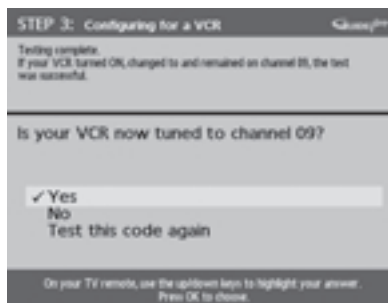 STEP 3: Configuring for a VCR
Testing complete.
If your VCR turned ON, changed to and remained on channel 09, the test
was successful.
Is your VCR now tuned to channel 09?
✓ Yes
No
Test this code again
On your TV remote, use the up/down keys to highlight your answer.
Press OK to choose.